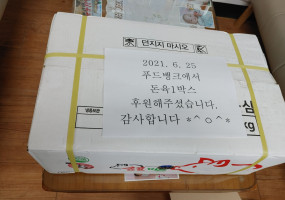 던지지 마시오
2021. 6. 25
푸드뱅크에서
돈육1박스
후원해주셨습니다.
감사합니다 *^ㅇ^*